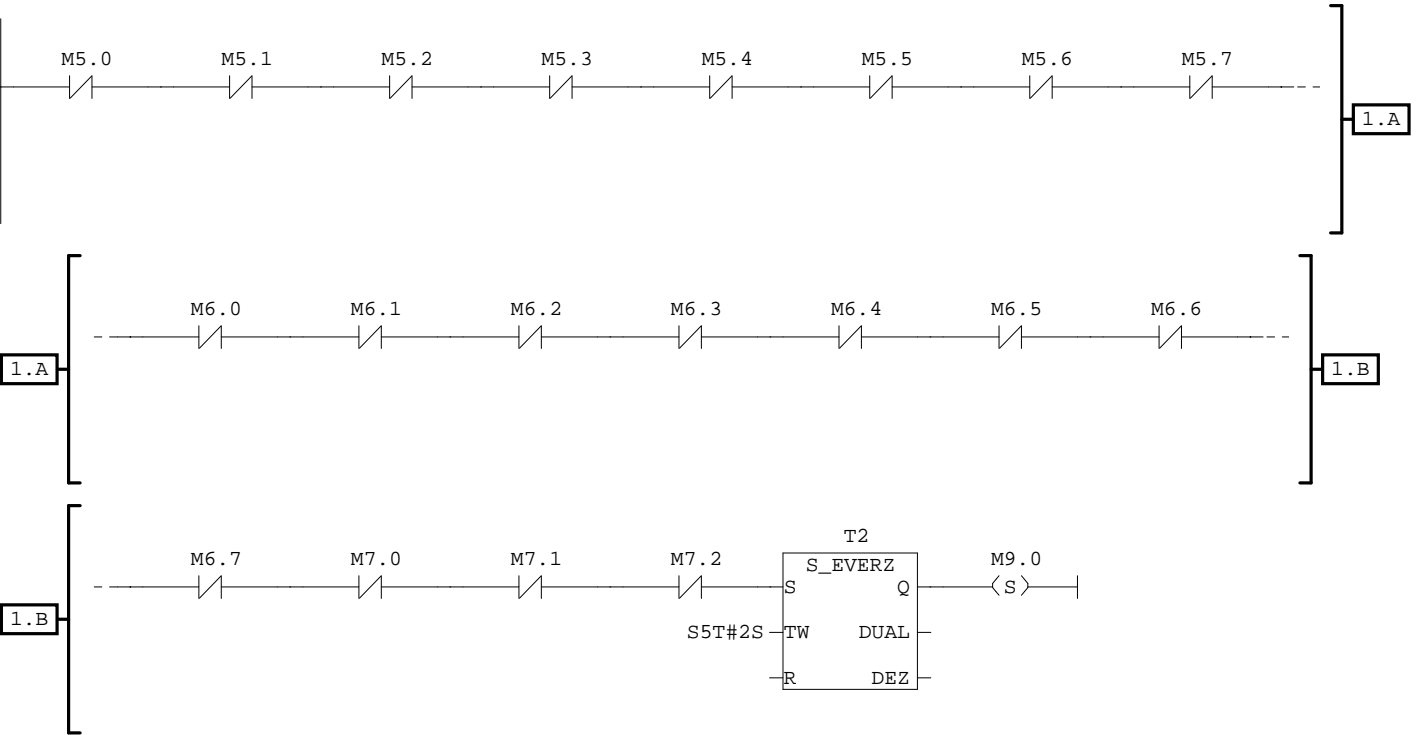 M5.0 M5.1 M5.2 M5.3 M5.4 M5.5 M5.6 M5.7
1.A
M6.0 M6.1 M6.2 M6.3 M6.4 M6.5 M6.6
1.A
1.B
T2
M6.7 M7.0 M7.1 M7.2 S_EVERZ M9.0
S Q S
1.B
S5T#2S TW DUAL
R DEZ